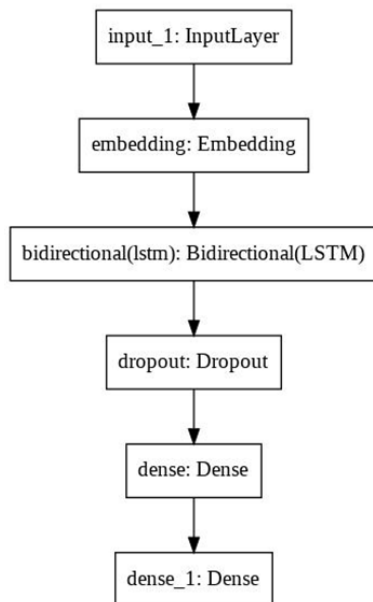 input_1: InputLayer
embedding: Embedding
bidirectional(lstm): Bidirectional(LSTM)
dropout: Dropout
dense: Dense
dense_1: Dense